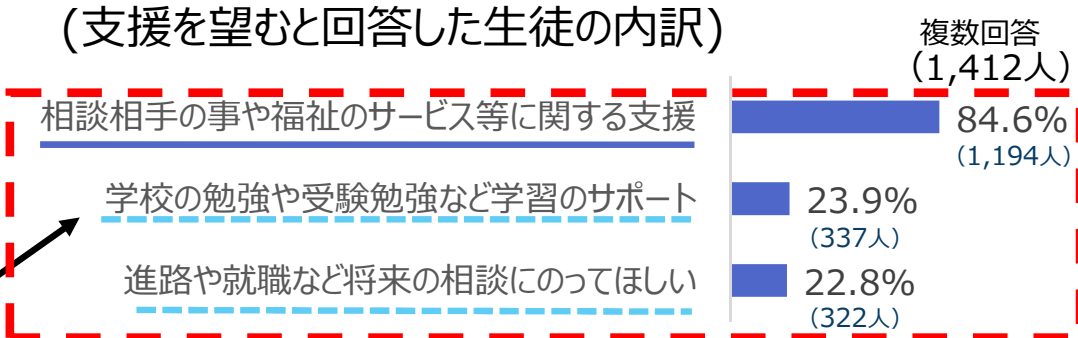 (支援を望むと回答した生徒の内訳)
複数回答
(1,412人)
相談相手の事や福祉のサービス等に関する支援
84.6%
(1,194人)
学校の勉強や受験勉強など学習のサポート
23.9%
(337人)
進路や就職など将来の相談にのってほしい
22.8%
(322人)